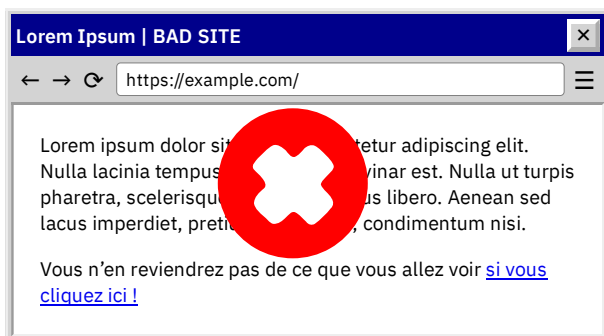 Lorem Ipsum | BAD SITE
https://example.com/
Lorem ipsum dolor sit tetur adipiscing elit.
Nulla lacinia tempus vinar est. Nulla ut turpis
pharetra, scelerisqu us libero. Aenean sed
lacus imperdiet, preti , condimentum nisi.
Vous n’en reviendrez pas de ce que vous allez voir si vous
cliquez ici !